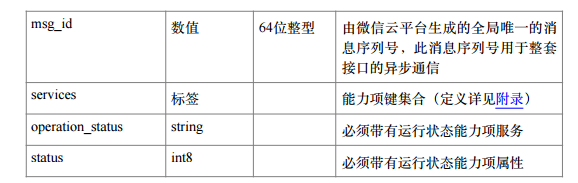 msg_id 数值 64位整型 由微信云平台生成的全局唯一的消
息序列号，此消息序列号用于整套
接口的异步通信
services 标签 能力项键集合（定义详见附录）
operation_status string 必须带有运行状态能力项服务
status int8 必须带有运行状态能力项属性